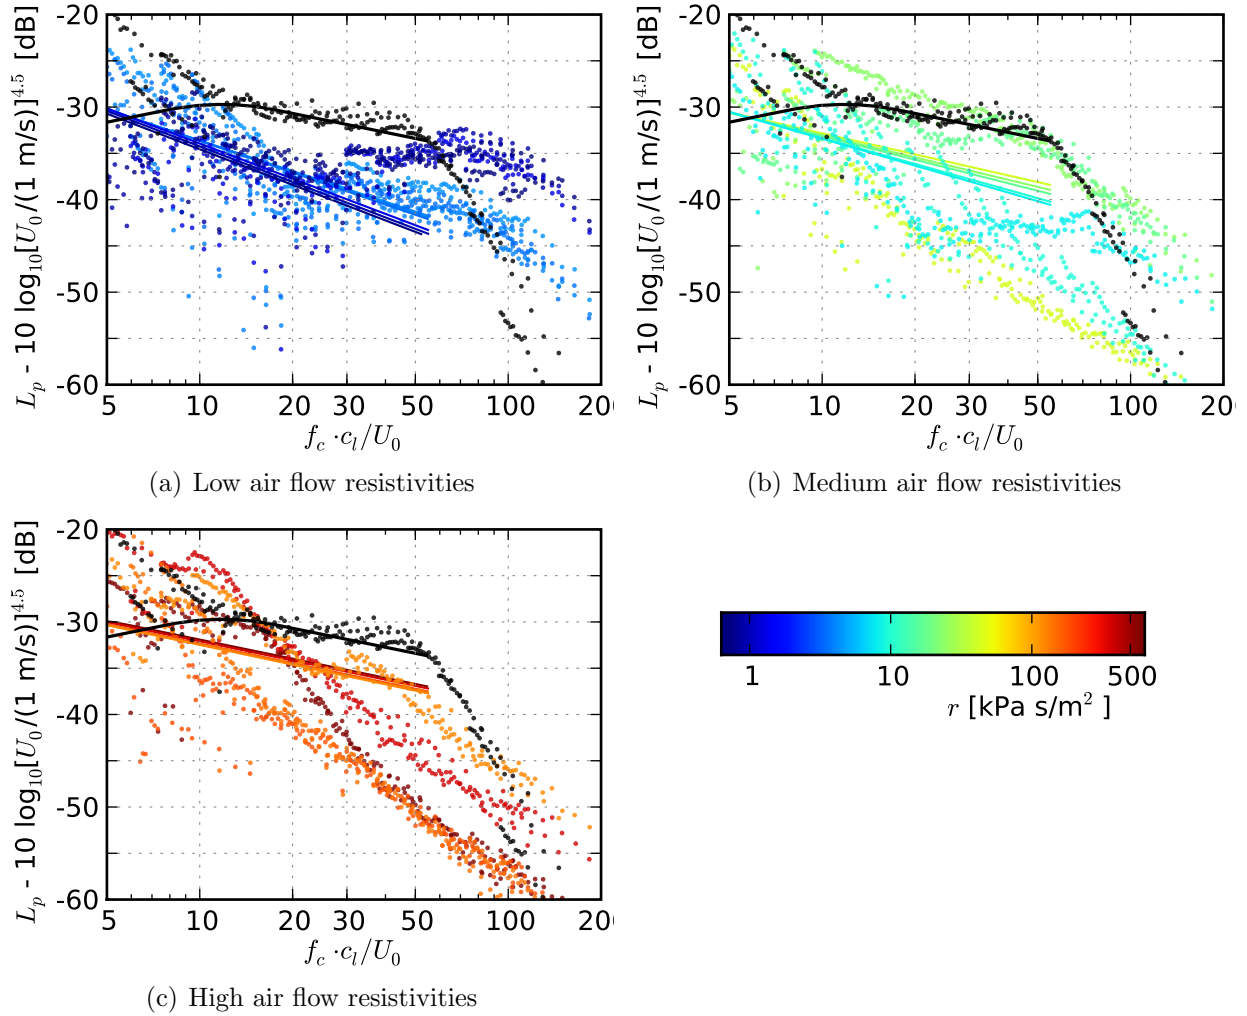 L_p - 10 log10[U0/(1 m/s)]^4.5 [dB]
-20
-30
-40
-50
-60
5 10 20 30 50 100 20
f_c · c_l/U_0
(a) Low air flow resistivities
L_p - 10 log10[U0/(1 m/s)]^4.5 [dB]
-20
-30
-40
-50
-60
5 10 20 30 50 100 20
f_c · c_l/U_0
(b) Medium air flow resistivities
L_p - 10 log10[U0/(1 m/s)]^4.5 [dB]
-20
-30
-40
-50
-60
5 10 20 30 50 100 20
f_c · c_l/U_0
(c) High air flow resistivities
1 10 100 500
r [kPa s/m²]